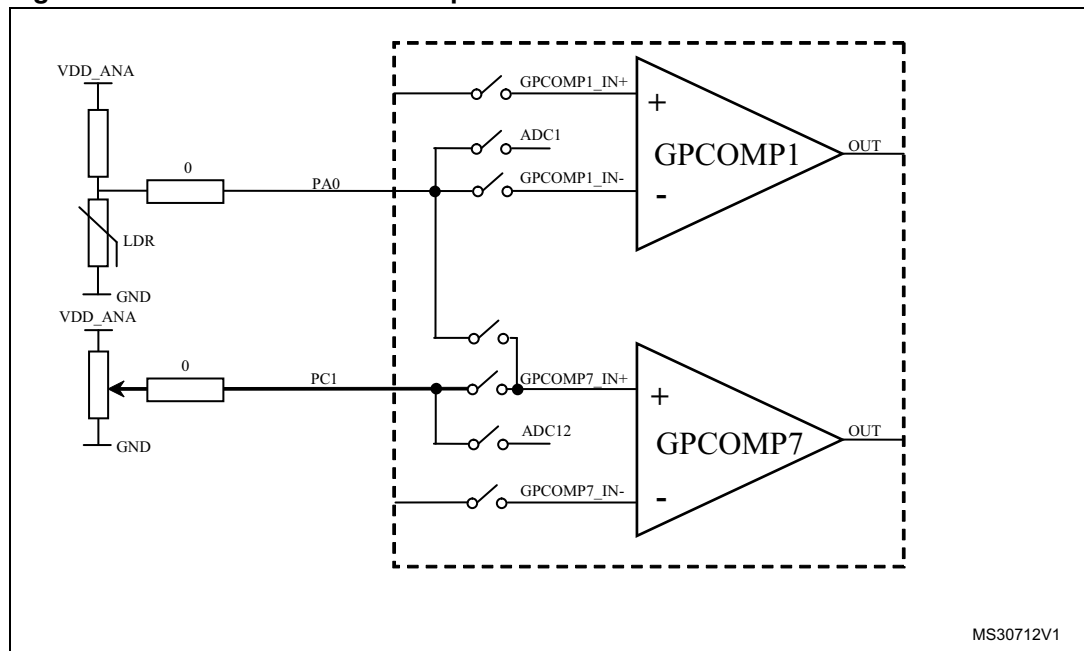 VDD_ANA
0
PA0
LDR
GND
VDD_ANA
0
PC1
GND
GPCOMP1_IN+
ADC1
GPCOMP1_IN-
+
GPCOMP1
-
OUT
GPCOMP7_IN+
ADC12
GPCOMP7_IN-
+
GPCOMP7
-
OUT
MS30712V1